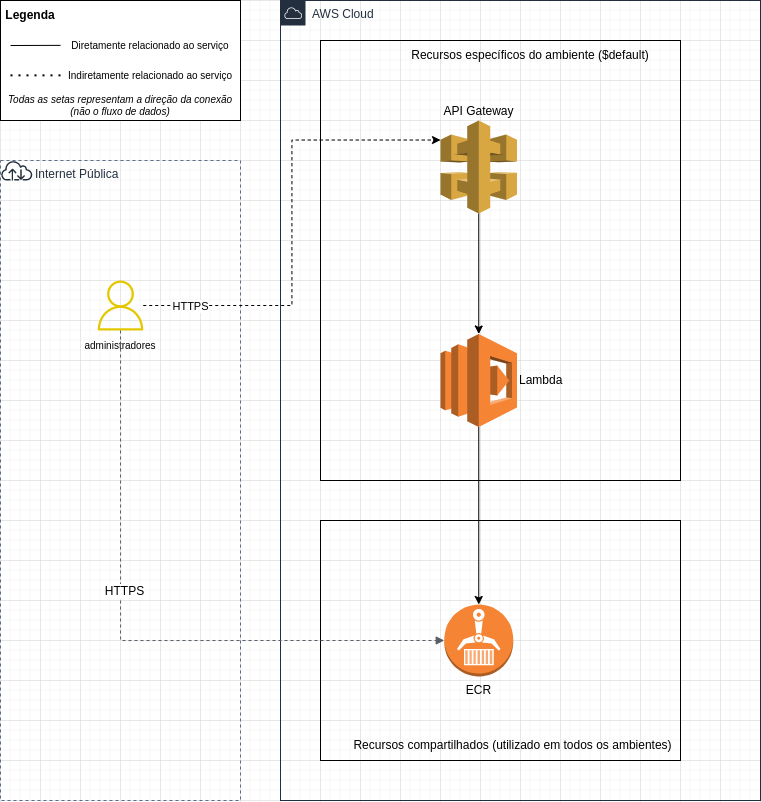 Legenda
Diretamente relacionado ao serviço
Indiretamente relacionado ao serviço
Todas as setas representam a direção da conexão
(não o fluxo de dados)
AWS Cloud
Recursos específicos do ambiente ($default)
API Gateway
Internet Pública
HTTPS
administradores
Lambda
HTTPS
ECR
Recursos compartilhados (utilizado em todos os ambientes)